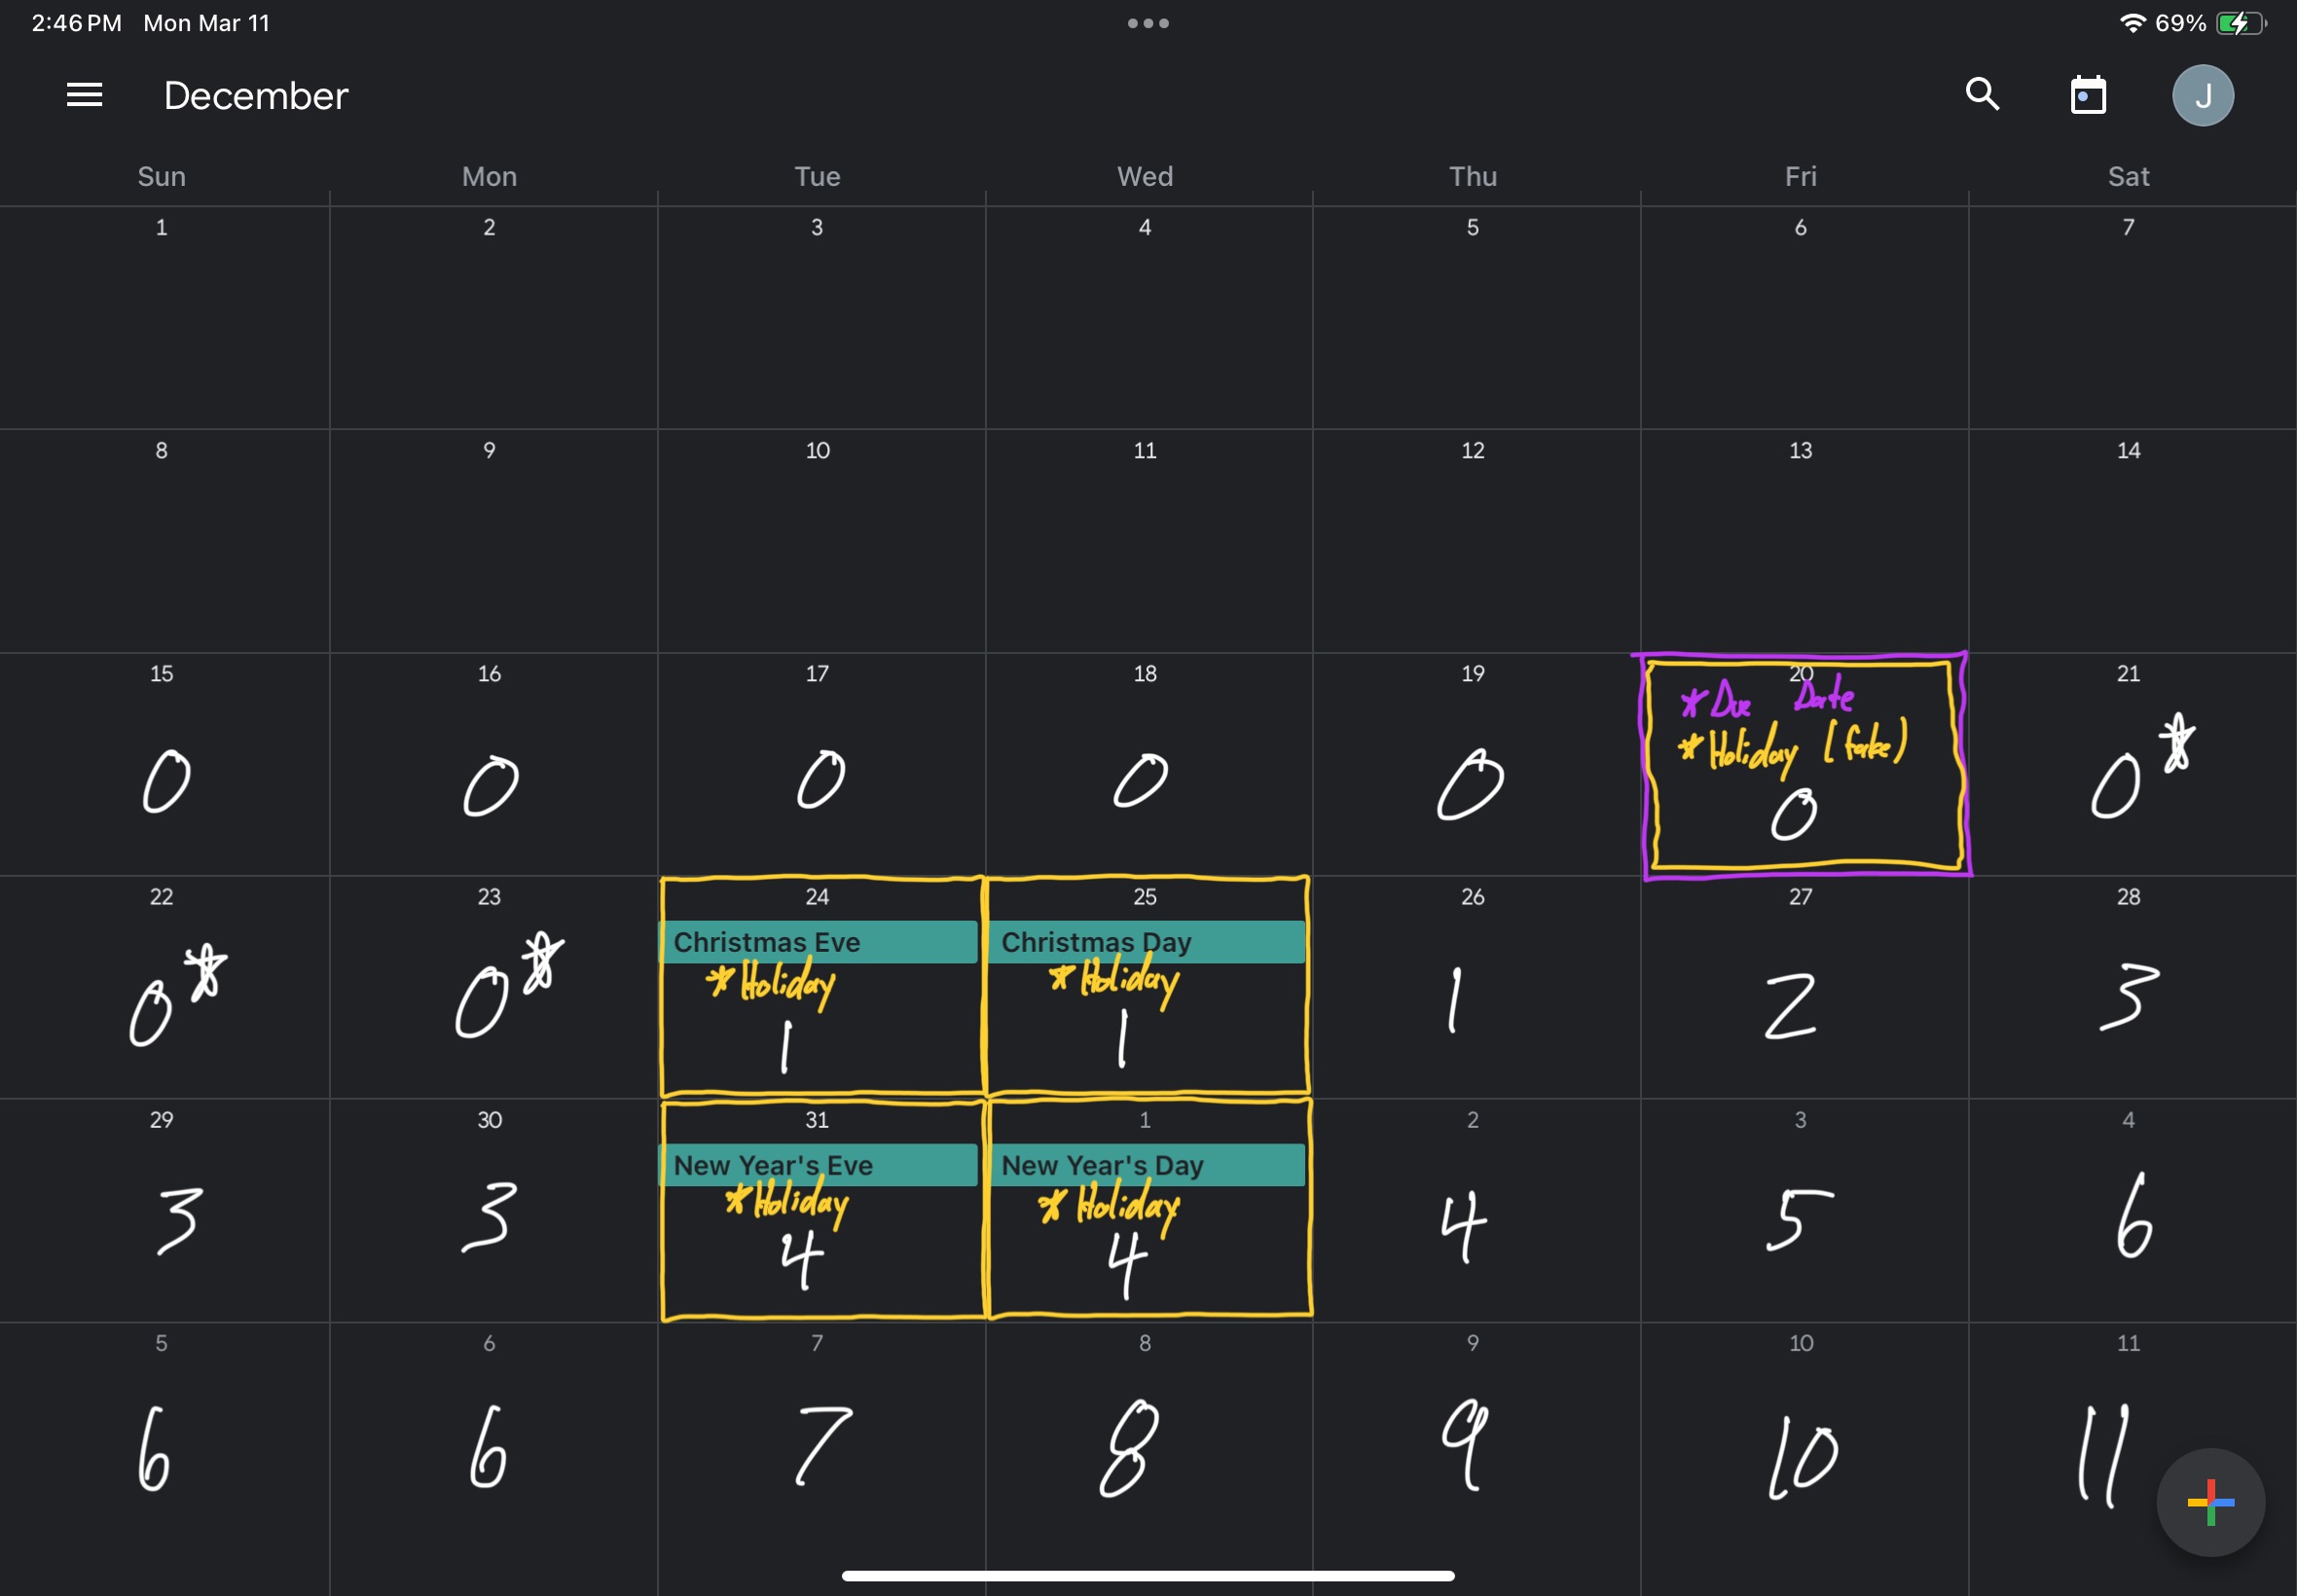 2:46 PM Mon Mar 11 69%
December J
Sun Mon Tue Wed Thu Fri Sat
1 2 3 4 5 6 7
8 9 10 11 12 13 14
15 16 17 18 19 20 21
*Due Date
*Holiday (fake)
0 0 0 0 0 0 0*
22 23 24 25 26 27 28
Christmas Eve Christmas Day
*Holiday *Holiday
0* 0* 1 1 1 2 3
29 30 31 1 2 3 4
New Year's Eve New Year's Day
*Holiday *Holiday
3 3 4 4 4 5 6
5 6 7 8 9 10 11
6 6 7 8 9 10 11